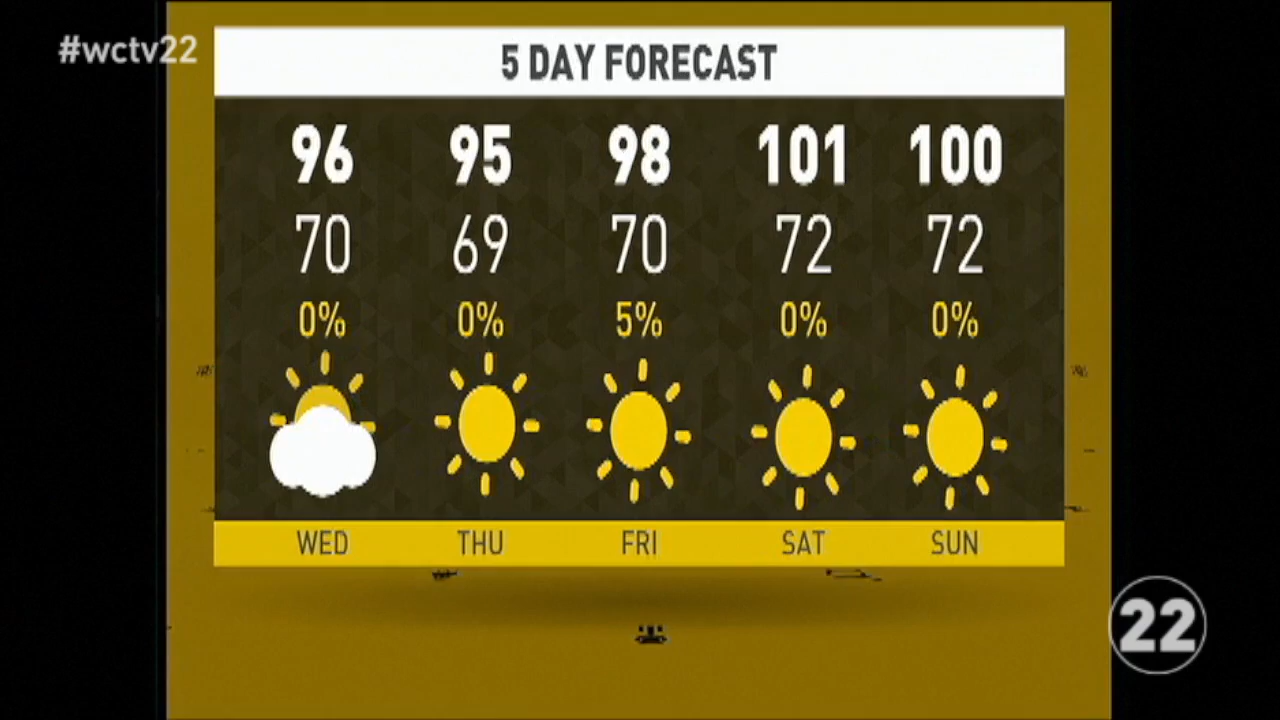 #wctv22
5 DAY FORECAST
96 95 98 101 100
70 69 70 72 72
0% 0% 5% 0% 0%
WED THU FRI SAT SUN
22